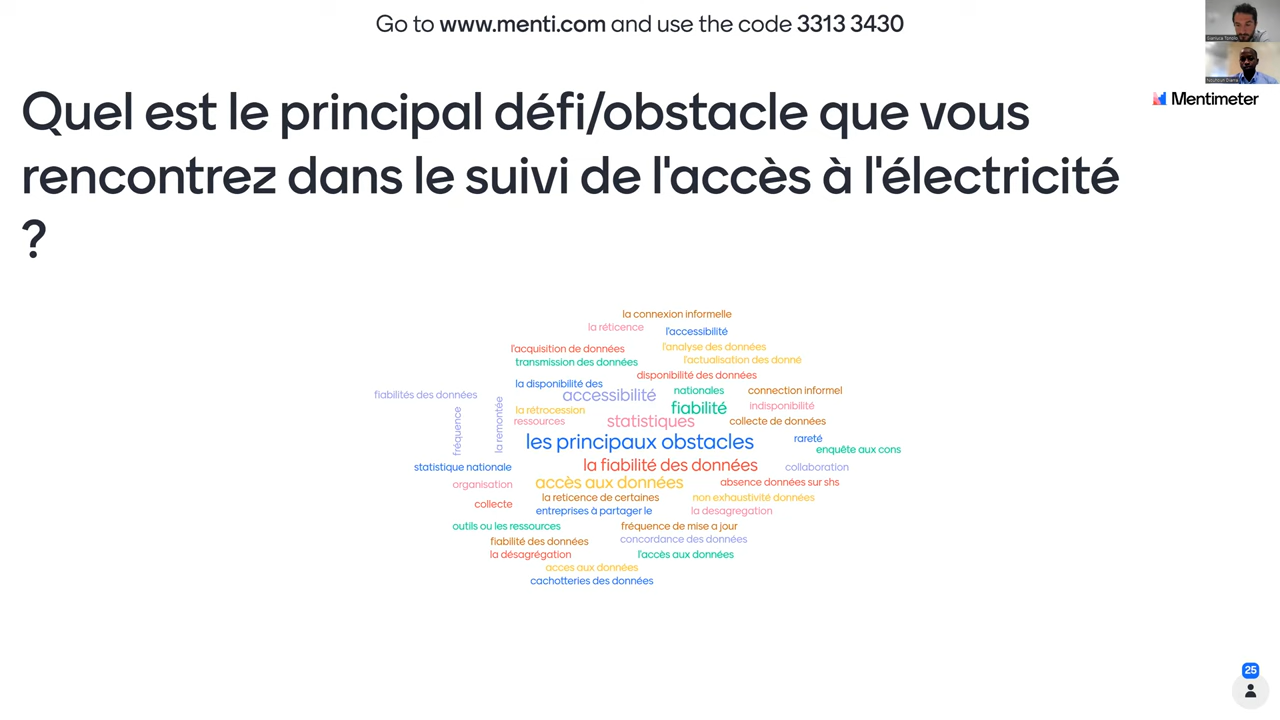 Go to www.menti.com and use the code 3313 3430
Mentimeter
Quel est le principal défi/obstacle que vous
rencontrez dans le suivi de l'accès à l'électricité
?
la connexion informelle
la réticence
l'accessibilité
l'acquisition de données
l'analyse des données
transmission des données
l'actualisation des donné
disponibilité des données
la disponibilité des
accessibilité
nationales
connection informel
fiabilités des données
fréquence
la remontée
la rétrocession
fiabilité
indisponibilité
ressources
statistiques
collecte de données
les principaux obstacles
rareté
enquête aux cons
statistique nationale
la fiabilité des données
collaboration
organisation
accès aux données
absence données sur shs
la reticence de certaines
non exhaustivité données
collecte
entreprises à partager le
la desagregation
outils ou les ressources
fréquence de mise a jour
fiabilité des données
concordance des données
la désagrégation
l'accès aux données
acces aux données
cachotteries des données
25